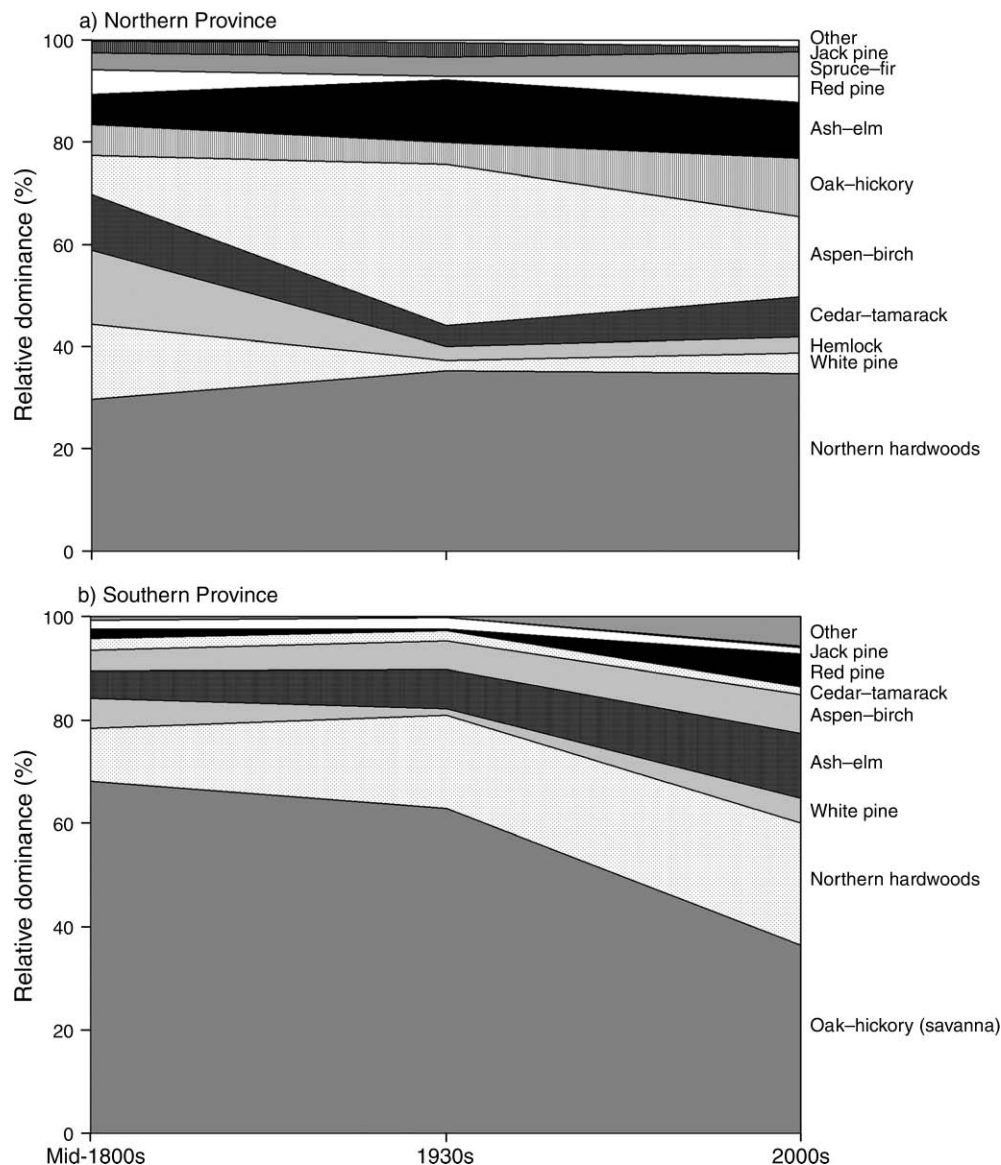 a) Northern Province
100
80
60
40
20
0
Relative dominance (%)
Other
Jack pine
Spruce–fir
Red pine
Ash–elm
Oak–hickory
Aspen–birch
Cedar–tamarack
Hemlock
White pine
Northern hardwoods
b) Southern Province
100
80
60
40
20
0
Relative dominance (%)
Other
Jack pine
Red pine
Cedar–tamarack
Aspen–birch
Ash–elm
White pine
Northern hardwoods
Oak–hickory (savanna)
Mid-1800s 1930s 2000s